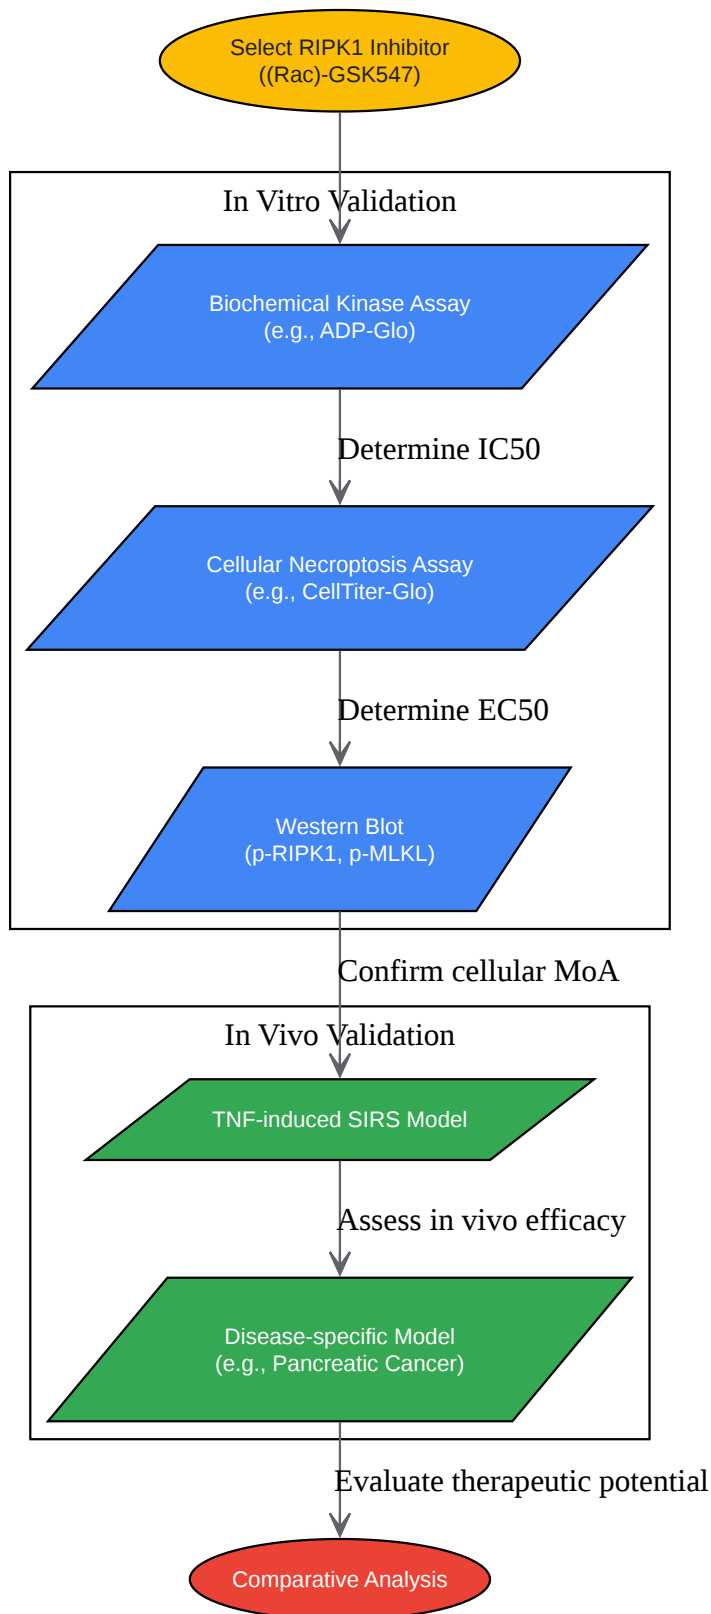 Select RIPK1 Inhibitor
((Rac)-GSK547)
In Vitro Validation
Biochemical Kinase Assay
(e.g., ADP-Glo)
Determine IC50
Cellular Necroptosis Assay
(e.g., CellTiter-Glo)
Determine EC50
Western Blot
(p-RIPK1, p-MLKL)
Confirm cellular MoA
In Vivo Validation
TNF-induced SIRS Model
Assess in vivo efficacy
Disease-specific Model
(e.g., Pancreatic Cancer)
Evaluate therapeutic potential
Comparative Analysis